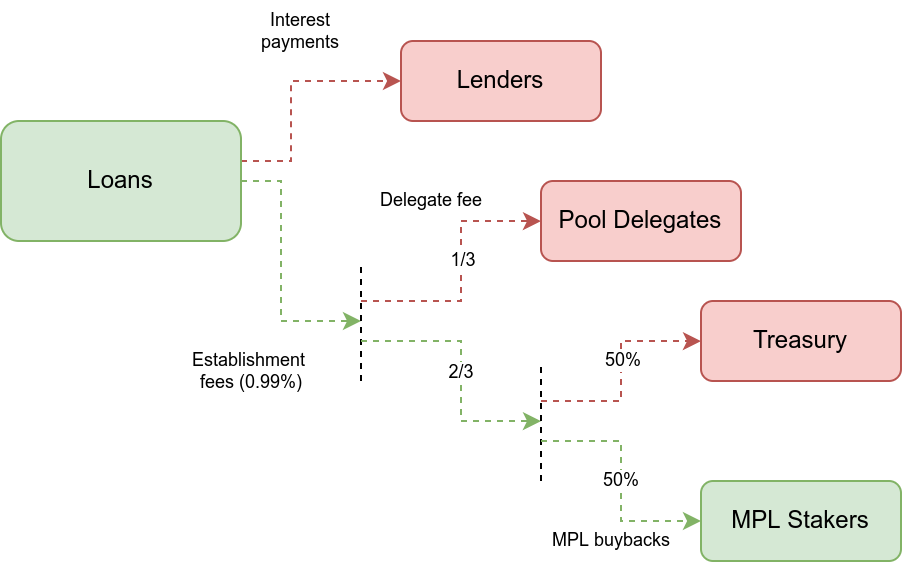 Interest
payments
Lenders
Loans
Delegate fee
Pool Delegates
1/3
Establishment
fees (0.99%)
2/3
50%
Treasury
50%
MPL Stakers
MPL buybacks